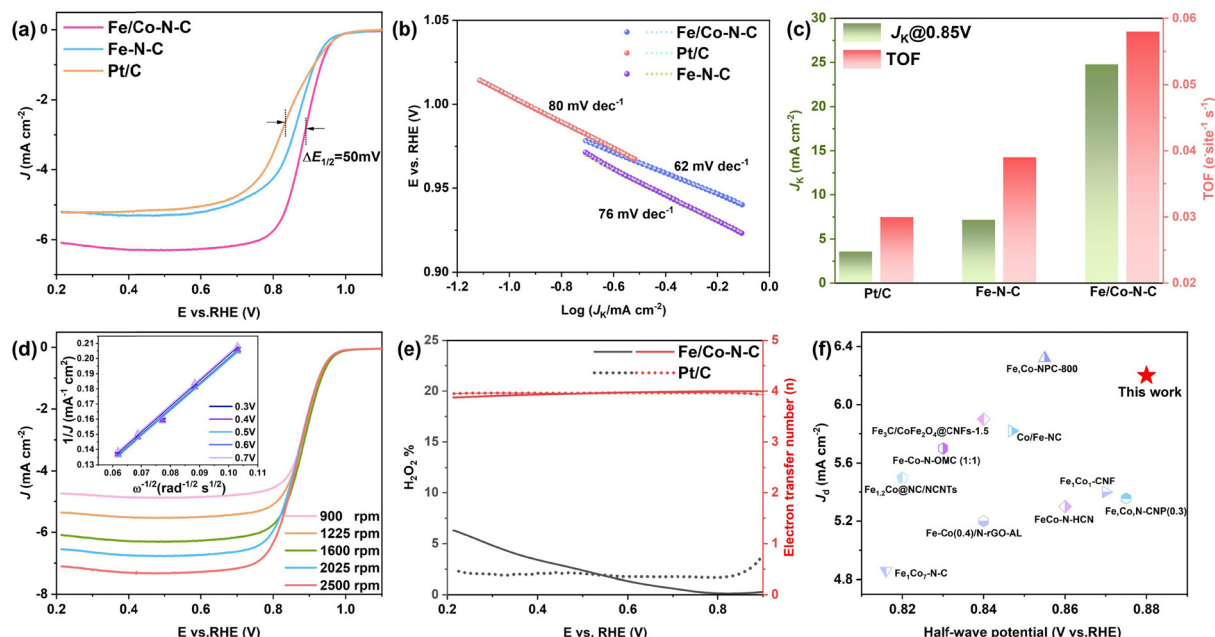 (a)
Fe/Co-N-C
Fe-N-C
Pt/C
ΔE1/2=50mV
J (mA cm-2)
0
-2
-4
-6
0.2
0.4
0.6
0.8
1.0
E vs.RHE (V)
(b)
Fe/Co-N-C
Pt/C
Fe-N-C
80 mV dec-1
62 mV dec-1
76 mV dec-1
E vs. RHE (V)
1.05
1.00
0.95
0.90
-1.2
-1.0
-0.8
-0.6
-0.4
-0.2
0.0
Log (JK/mA cm-2)
(c)
JK@0.85V
TOF
JK (mA cm-2)
30
25
20
15
10
5
0
Pt/C
Fe-N-C
Fe/Co-N-C
0.06
0.05
0.04
0.03
0.02
TOF (e-site-1 s-1)
(d)
1/J (mA-1 cm2)
0.21
0.20
0.19
0.18
0.17
0.16
0.15
0.14
0.13
0.06
0.07
0.08
0.09
0.10
0.11
ω-1/2(rad-1/2 s1/2)
0.3V
0.4V
0.5V
0.6V
0.7V
900 rpm
1225 rpm
1600 rpm
2025 rpm
2500 rpm
J (mA cm-2)
0
-1
-2
-3
-4
-5
-6
-7
-8
0.2
0.4
0.6
0.8
1.0
E vs.RHE (V)
(e)
Fe/Co-N-C
Pt/C
H2O2 %
25
20
15
10
5
0
0.2
0.4
0.6
0.8
E vs. RHE (V)
5
4
3
2
1
0
Electron transfer number (n)
(f)
Fe,Co-NPC-800
This work
Fe3C/CoFe2O4@CNFs-1.5
Co/Fe-NC
Fe-Co-N-OMC (1:1)
Fe1.2Co@NC/NCNTs
Fe1Co1-CNF
Fe,Co,N-CNP(0.3)
FeCo-N-HCN
Fe-Co(0.4)/N-rGO-AL
Fe1Co7-N-C
Jd (mA cm-2)
6.4
6.0
5.6
5.2
4.8
0.82
0.84
0.86
0.88
Half-wave potential (V vs.RHE)